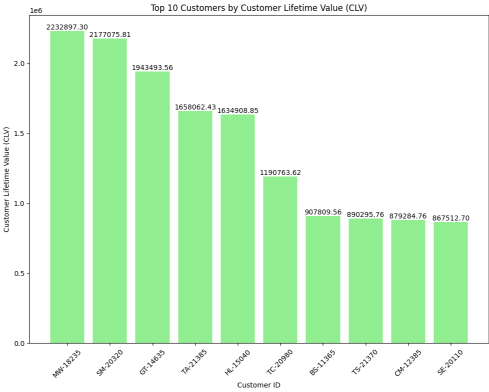 Top 10 Customers by Customer Lifetime Value (CLV)
1e6
2232897.30
2177075.81
1943493.56
1658062.43
1634908.85
1190763.62
907809.56
890295.76
879284.76
867512.70
2.0
1.5
1.0
0.5
0.0
Customer Lifetime Value (CLV)
MW-18235
SM-20320
GT-14635
TA-21385
HL-15040
TC-20980
BS-11365
TS-21370
CM-12385
SE-20110
Customer ID